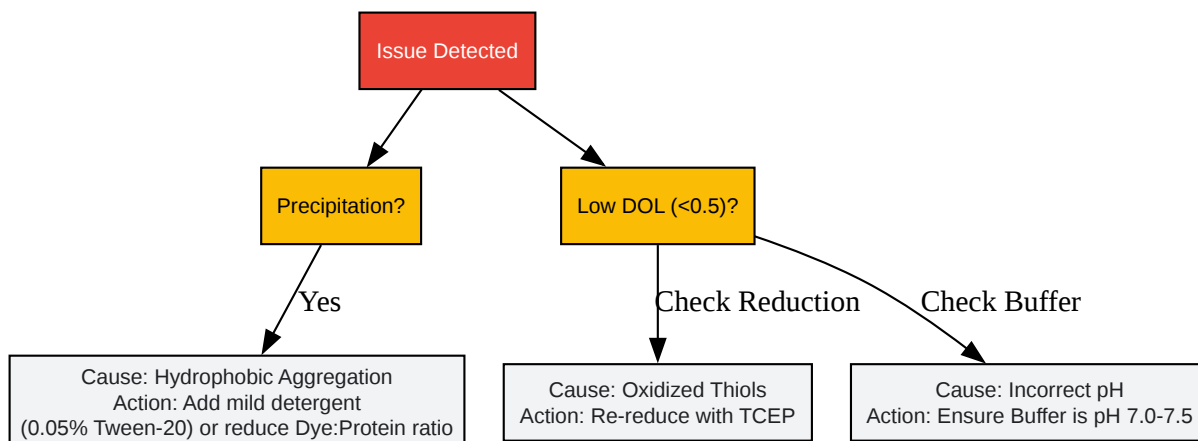 Issue Detected
Precipitation?
Low DOL (<0.5)?
Yes
Check Reduction
Check Buffer
Cause: Hydrophobic Aggregation
Action: Add mild detergent
(0.05% Tween-20) or reduce Dye:Protein ratio
Cause: Oxidized Thiols
Action: Re-reduce with TCEP
Cause: Incorrect pH
Action: Ensure Buffer is pH 7.0-7.5